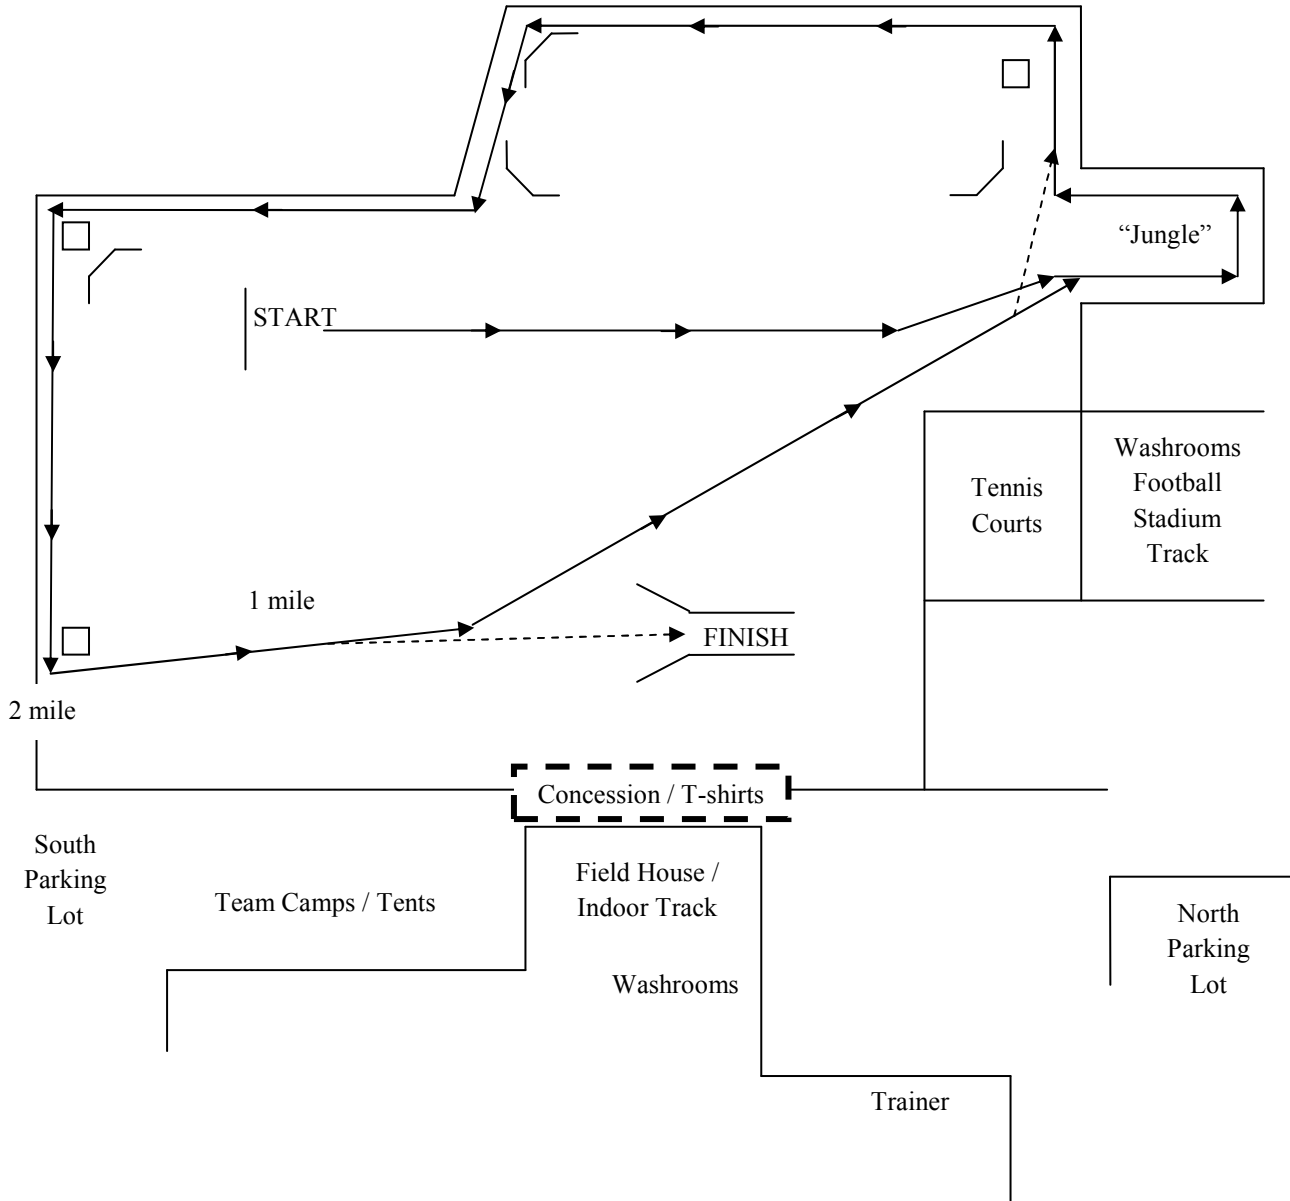 “Jungle”
START
Washrooms
Football
Stadium
Track
Tennis
Courts
1 mile
FINISH
2 mile
Concession / T-shirts
South
Parking
Lot
Team Camps / Tents
Field House /
Indoor Track
Washrooms
North
Parking
Lot
Trainer